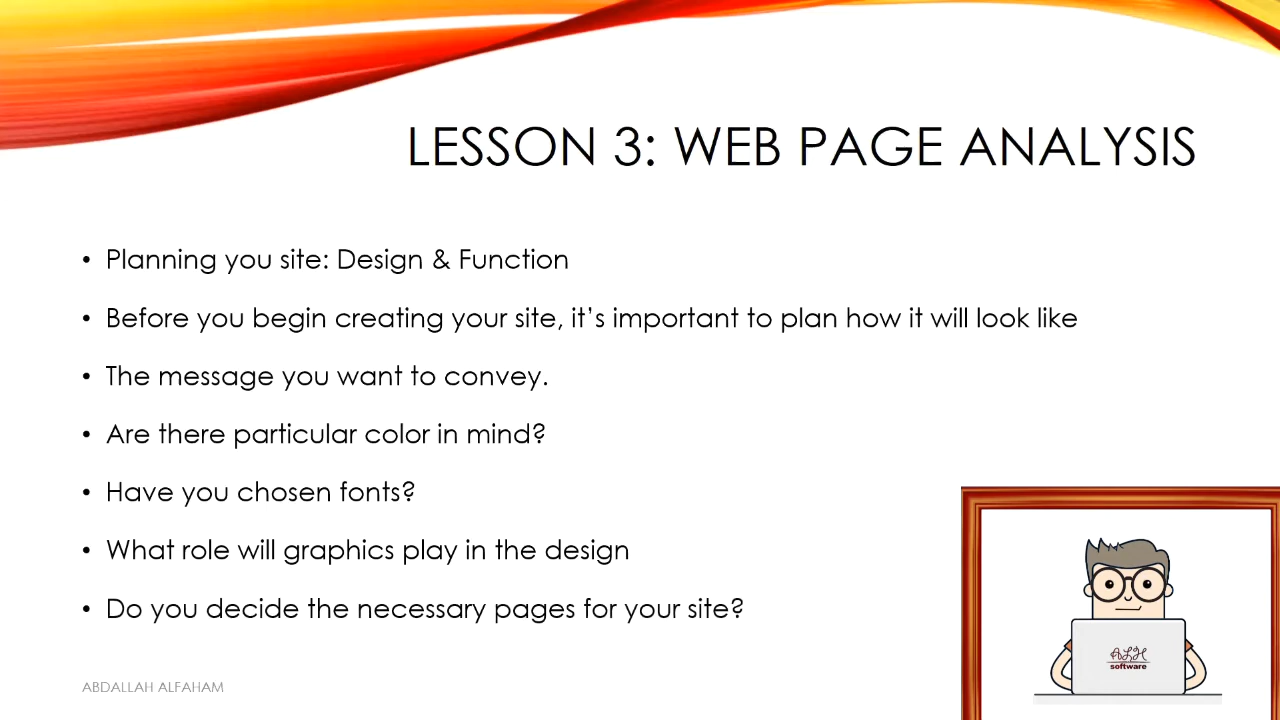 LESSON 3: WEB PAGE ANALYSIS
• Planning you site: Design & Function
• Before you begin creating your site, it’s important to plan how it will look like
• The message you want to convey.
• Are there particular color in mind?
• Have you chosen fonts?
• What role will graphics play in the design
• Do you decide the necessary pages for your site?
software
ABDALLAH ALFAHAM